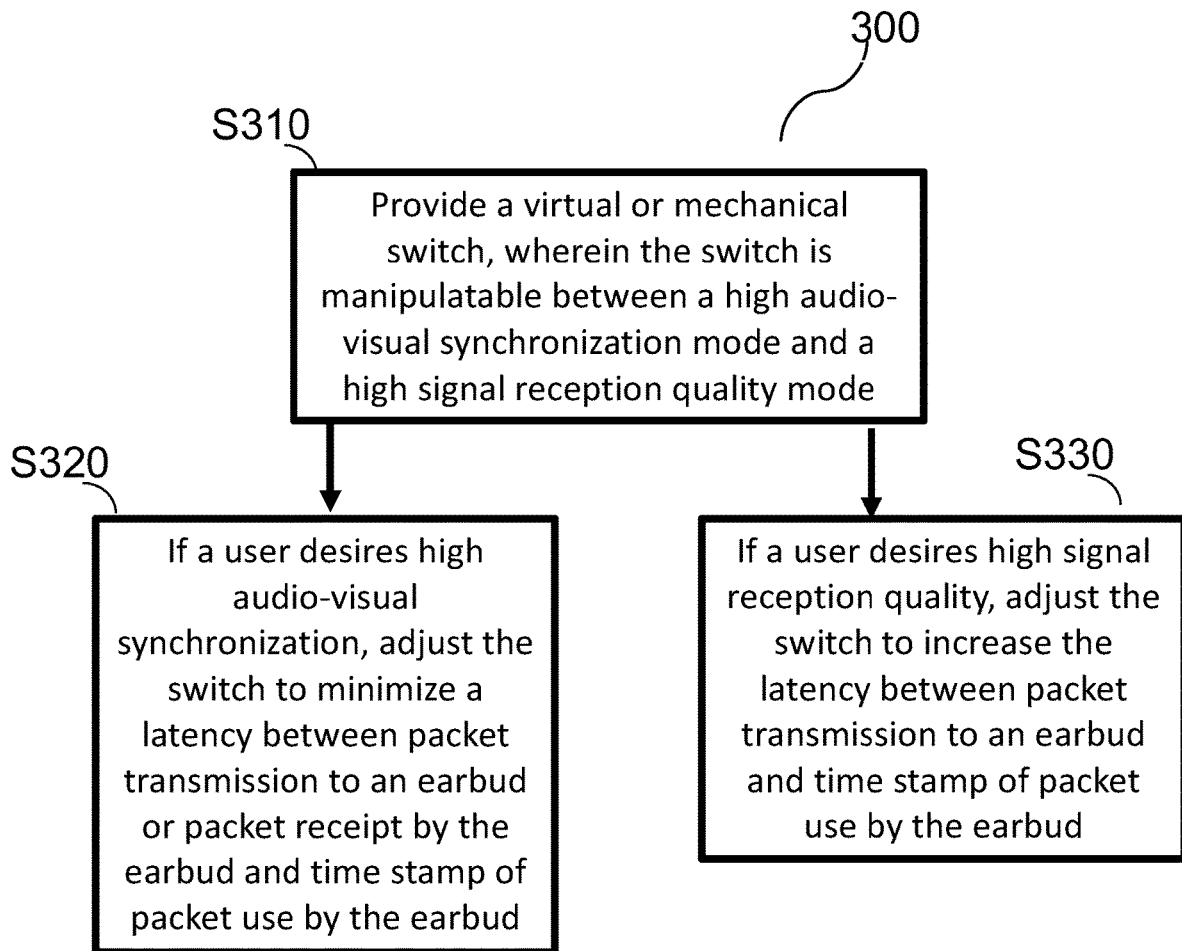 300
S310
Provide a virtual or mechanical
switch, wherein the switch is
manipulatable between a high audio-
visual synchronization mode and a
high signal reception quality mode
S320
If a user desires high
audio-visual
synchronization, adjust the
switch to minimize a
latency between packet
transmission to an earbud
or packet receipt by the
earbud and time stamp of
packet use by the earbud
S330
If a user desires high signal
reception quality, adjust the
switch to increase the
latency between packet
transmission to an earbud
and time stamp of packet
use by the earbud